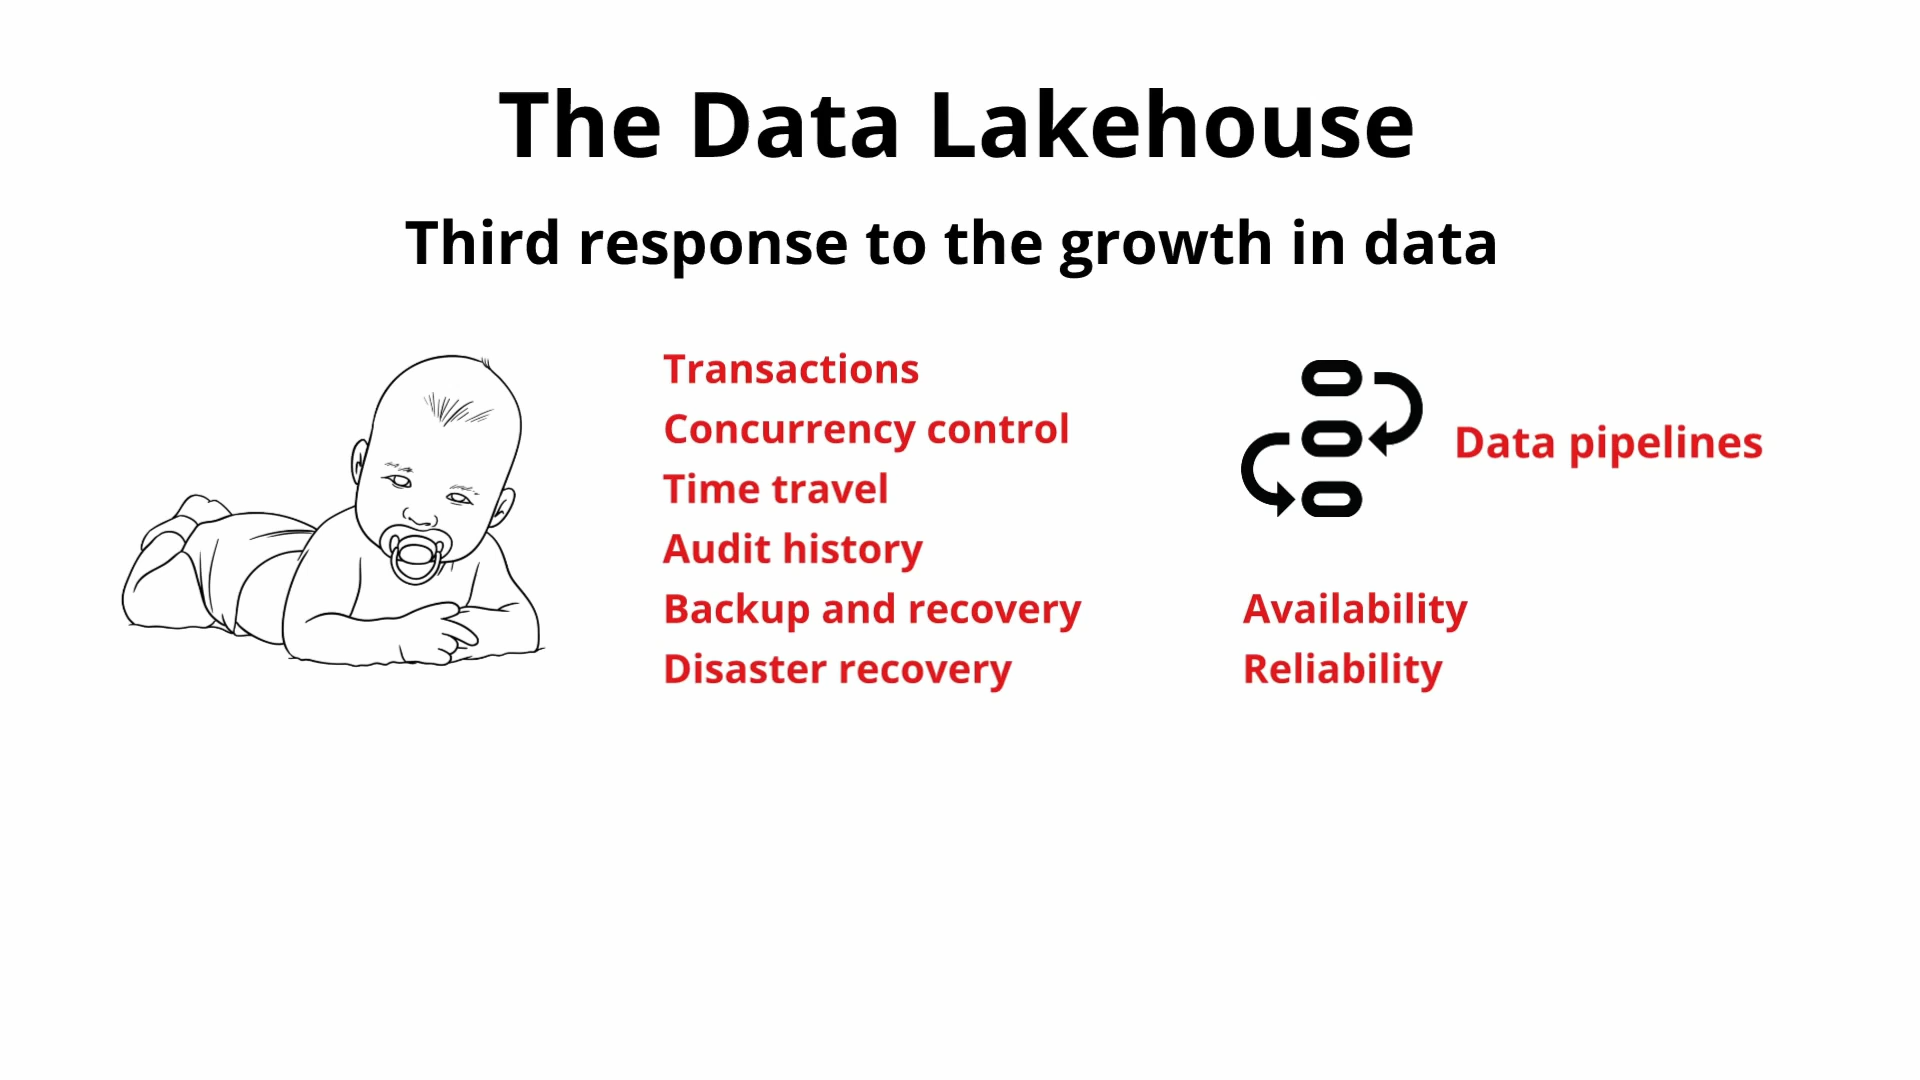 The Data Lakehouse
Third response to the growth in data
Transactions
Concurrency control
Time travel
Audit history
Backup and recovery
Disaster recovery
Data pipelines
Availability
Reliability